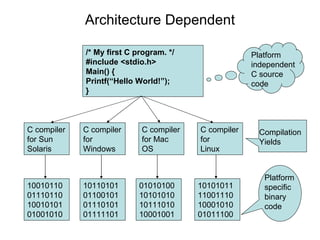 Architecture Dependent
/* My first C program. */
#include <stdio.h>
Main() {
Printf(“Hello World!”);
}
Platform
independent
C source
code
C compiler
for Sun
Solaris
C compiler
for
Windows
C compiler
for Mac
OS
C compiler
for
Linux
Compilation
Yields
10010110
01110110
10010101
01001010
10110101
01100101
01110101
01111101
01010100
10101010
10111010
10001001
10101011
11001110
10001010
01011100
Platform
specific
binary
code